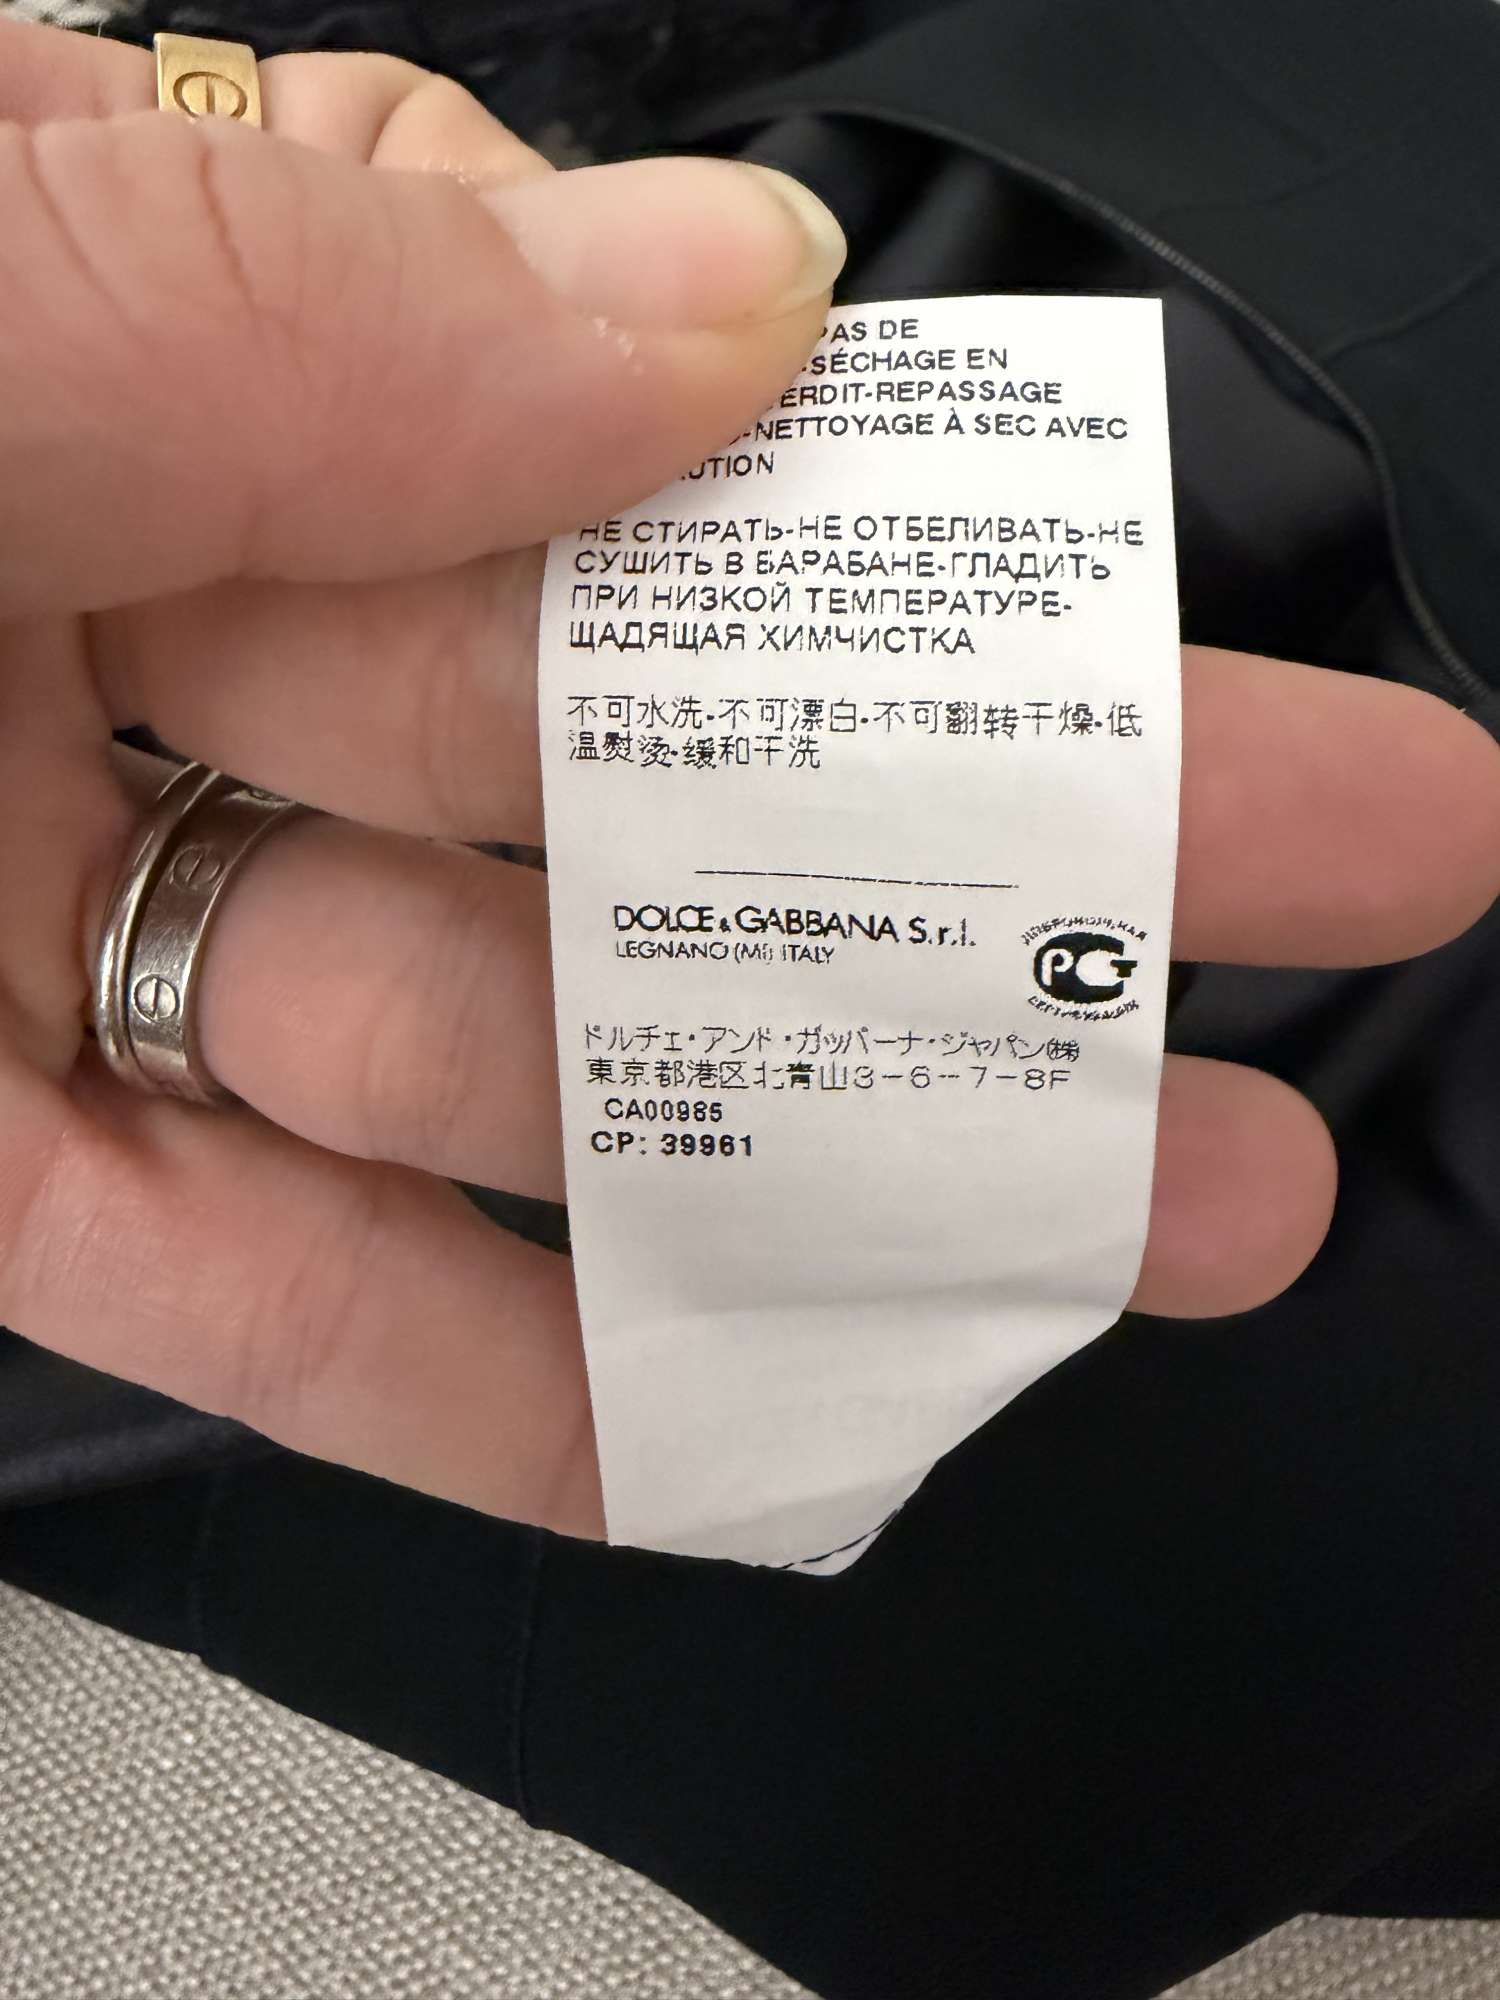 PAS DE
-SÉCHAGE EN
-REPASSAGE
-NETTOYAGE À SEC AVEC
НЕ СТИРАТЬ-НЕ ОТБЕЛИВАТЬ-НЕ
СУШИТЬ В БАРАБАНЕ-ГЛАДИТЬ
ПРИ НИЗКОЙ ТЕМПЕРАТУРЕ-
ЩАДЯЩАЯ ХИМЧИСТКА
不可水洗·不可漂白·不可翻转干燥·低
温熨烫·缓和干洗
DOLCE & GABBANA S.r.l.
LEGNANO (MI) ITALY
PCT
ドルチェ・アンド・ガッバーナ・ジャパン㈱
東京都港区北青山3-6-7-8F
CA00985
CP: 39961